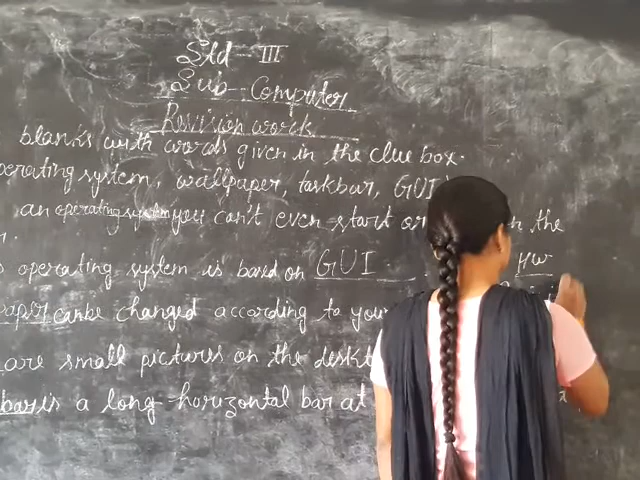 Std - III
Sub - Computer
Revision work
blanks with words given in the clue box.
operating system, wallpaper, taskbar, GUI
an operating system you can't even start or the
operating system is based on GUI
HW
can be changed according to your
are small pictures on the
bar is a long horizontal bar at